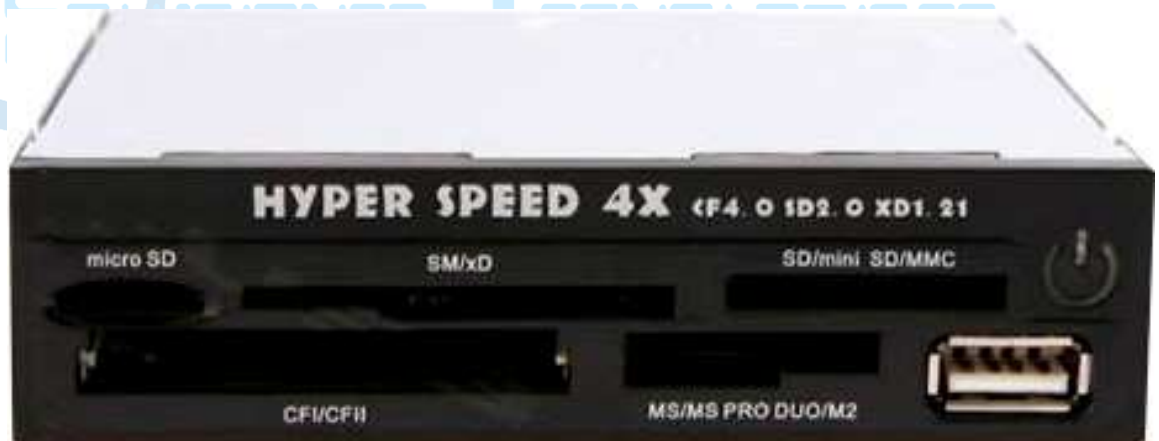 HYPER SPEED 4X CF4.0 SD2.0 XD1.21
micro SD
SM/xD
SD/mini SD/MMC
CFI/CFII
MS/MS PRO DUO/M2